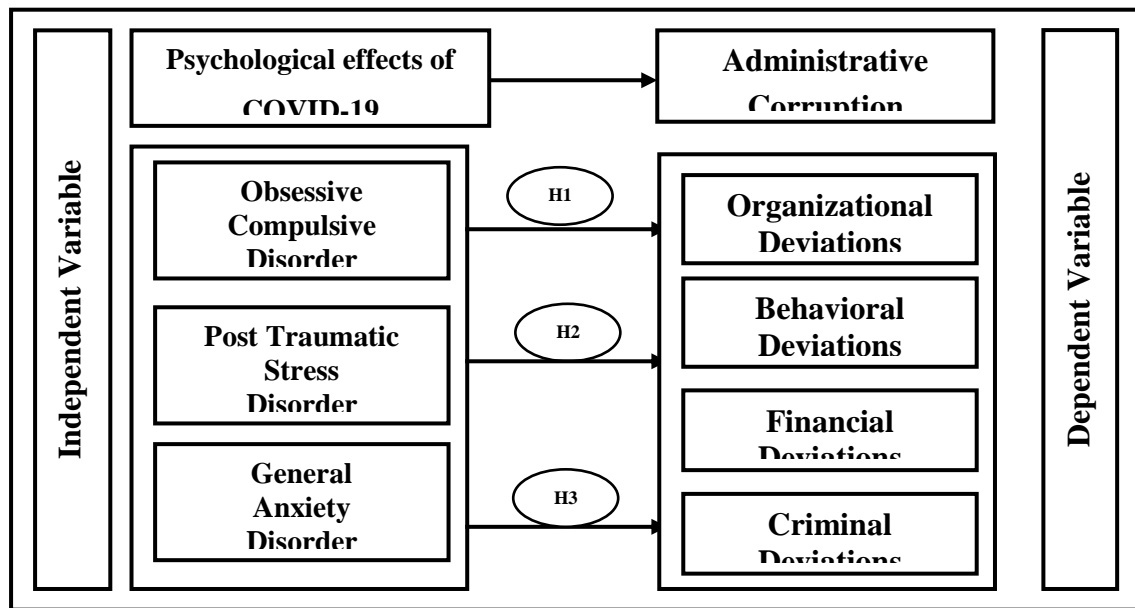 Independent Variable
Psychological effects of
COVID-19
Administrative
Corruption
Obsessive
Compulsive
Disorder
Post Traumatic
Stress
Disorder
General
Anxiety
Disorder
H1
H2
H3
Organizational
Deviations
Behavioral
Deviations
Financial
Deviations
Criminal
Deviations
Dependent Variable